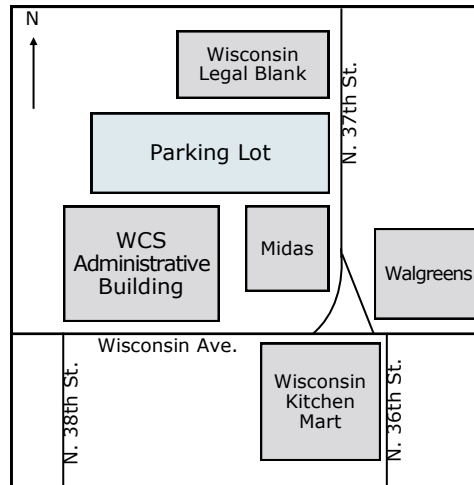 N
Wisconsin
Legal Blank
N. 37th St.
Parking Lot
WCS
Administrative
Building
Midas
Walgreens
Wisconsin Ave.
N. 38th St.
Wisconsin
Kitchen
Mart
N. 36th St.